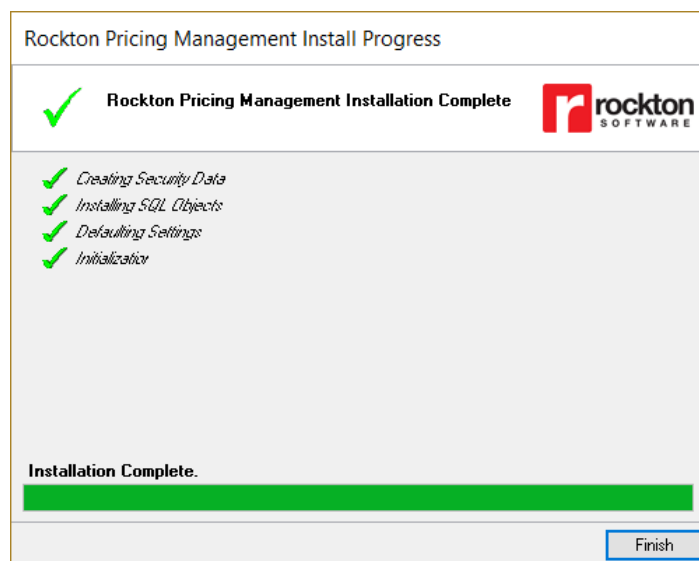 Rockton Pricing Management Install Progress
Rockton Pricing Management Installation Complete
rockton
SOFTWARE
Creating Security Data
Installing SQL Objects
Defaulting Settings
Initialization
Installation Complete.
Finish